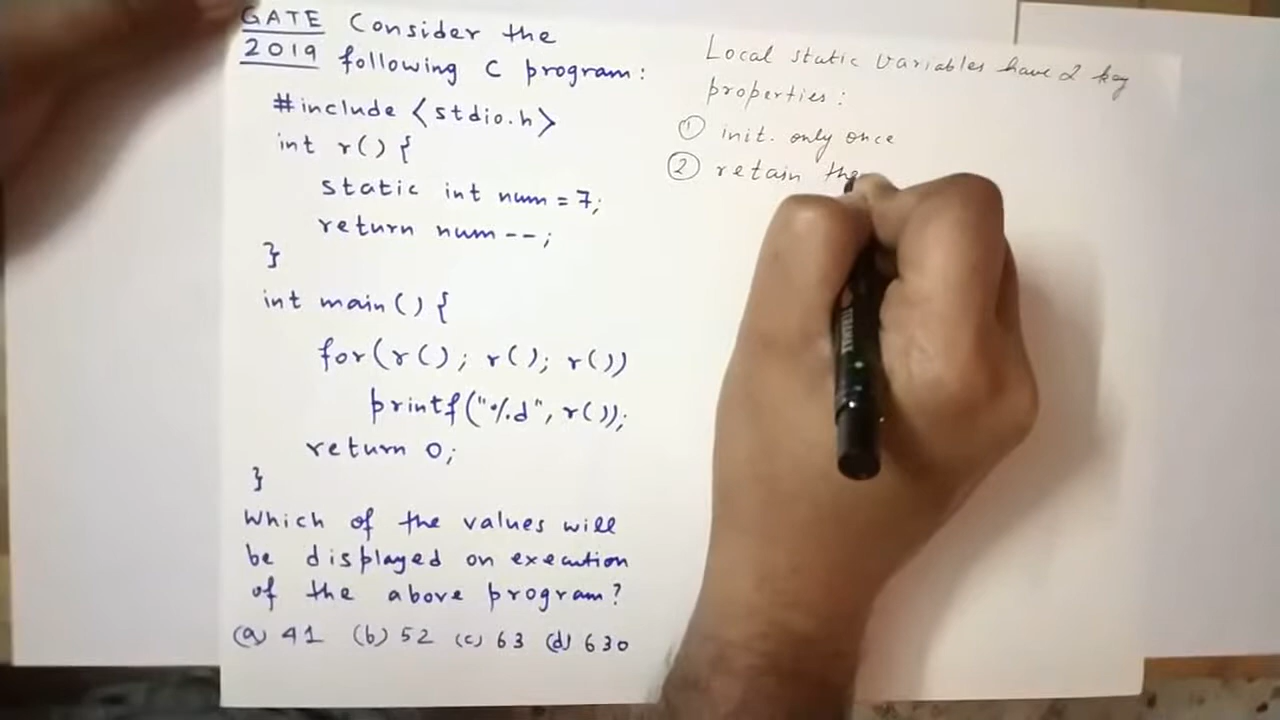 GATE Consider the
2019 following C program:
#include <stdio.h>
int r() {
static int num = 7;
return num --;
}
int main() {
for(r(); r(); r())
printf("%d", r());
return 0;
}
Which of the values will
be displayed on execution
of the above program?
(a) 41 (b) 52 (c) 63 (d) 630
Local static variables have 2 key
properties:
① init. only once
② retain the